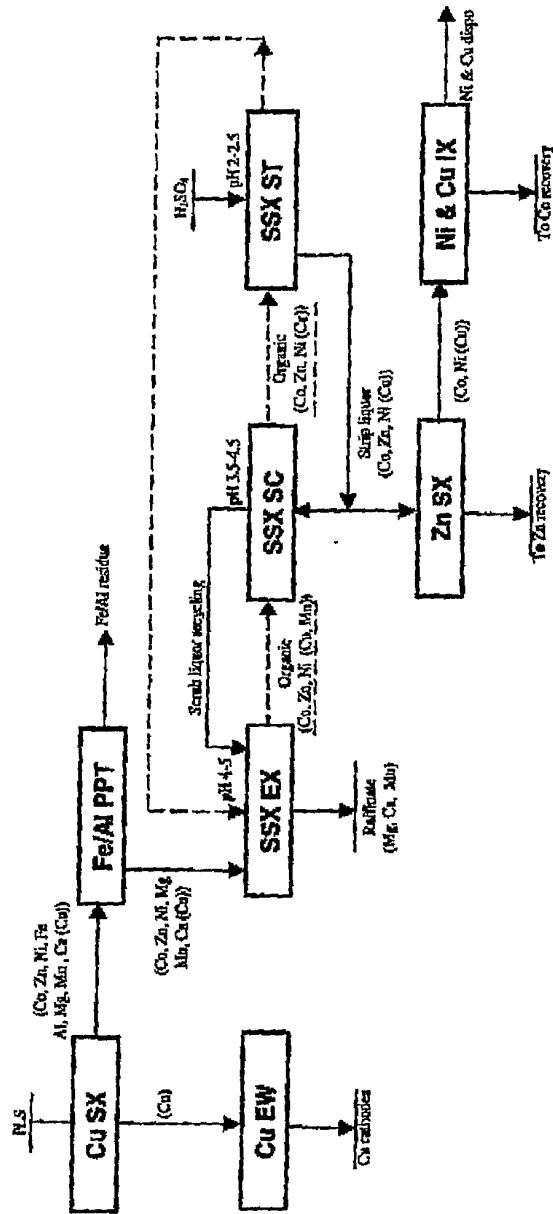 PLS
Cu SX
(Cu)
Cu EW
Cu cathodes
(Co, Zn, Ni, Fe
Al, Mg, Mn, Ca (Cu))
Fe/Al PPT
Fe/Al residue
(Co, Zn, Ni, Mg
Mn, Ca (Cu))
Scrub liquor recycling
pH 4-5
SSX EX
Raffinate
(Mg, Ca, Mn)
Organic
(Co, Zn, Ni (Cu, Mn))
pH 3.5-4.5
SSX SC
Organic
(Co, Zn, Ni (Cu))
H2SO4
pH 2-2.5
SSX ST
Strip liquor
(Co, Zn, Ni (Cu))
Zn SX
To Zn recovery
(Co, Ni (Cu))
Ni & Cu IX
Ni & Cu dispo
To Co recovery